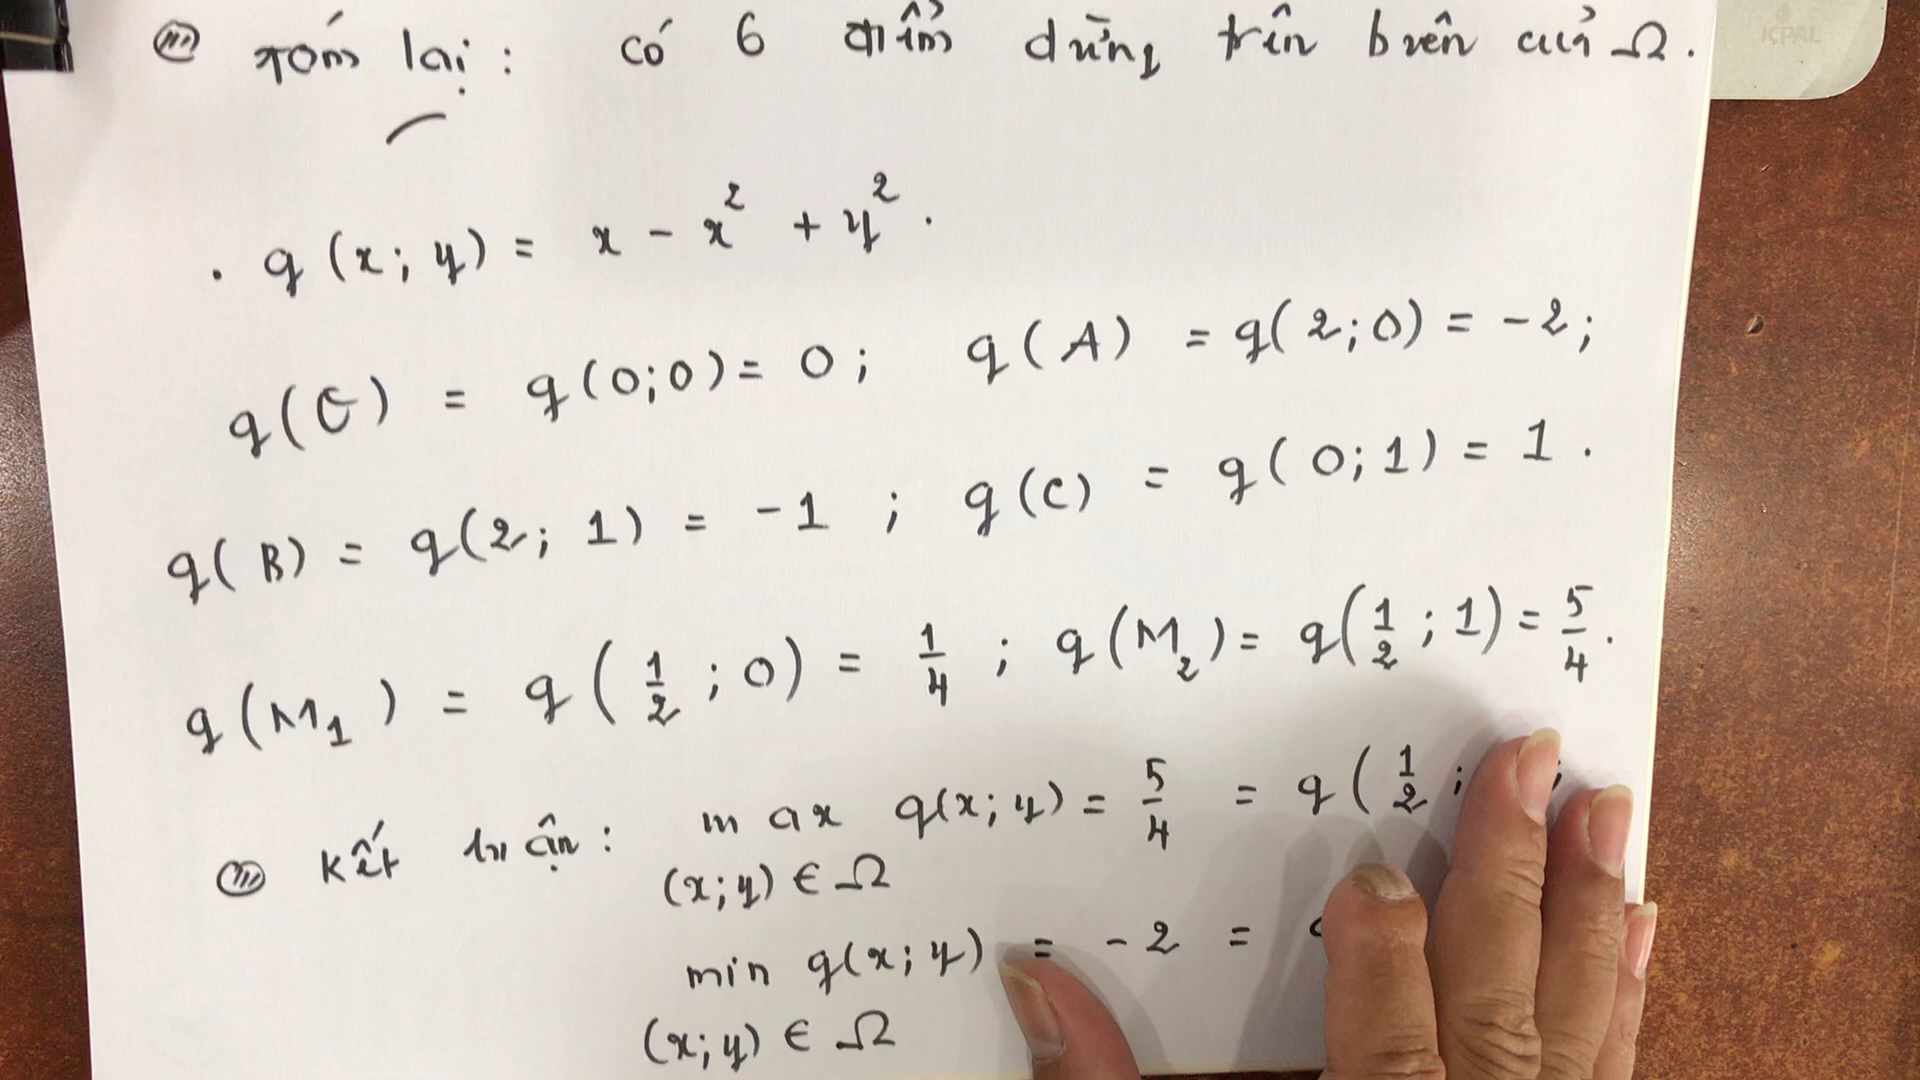 Tóm lại : có 6 điểm dừng trên biên của Ω .
. g (x; y) = x - x² + y² .
g(O) = g(0;0) = 0 ; g(A) = g(2;0) = -2 ;
g(B) = g(2; 1) = -1 ; g(C) = g(0;1) = 1 .
g(M₁) = g(1/2 ; 0) = 1/4 ; g(M₂) = g(1/2 ; 1) = 5/4 .
Kết luận : max g(x; y) = 5/4 = g(1/2 ;
(x; y) ∈ Ω
min g(x; y) = -2 =
(x; y) ∈ Ω
ICPAL